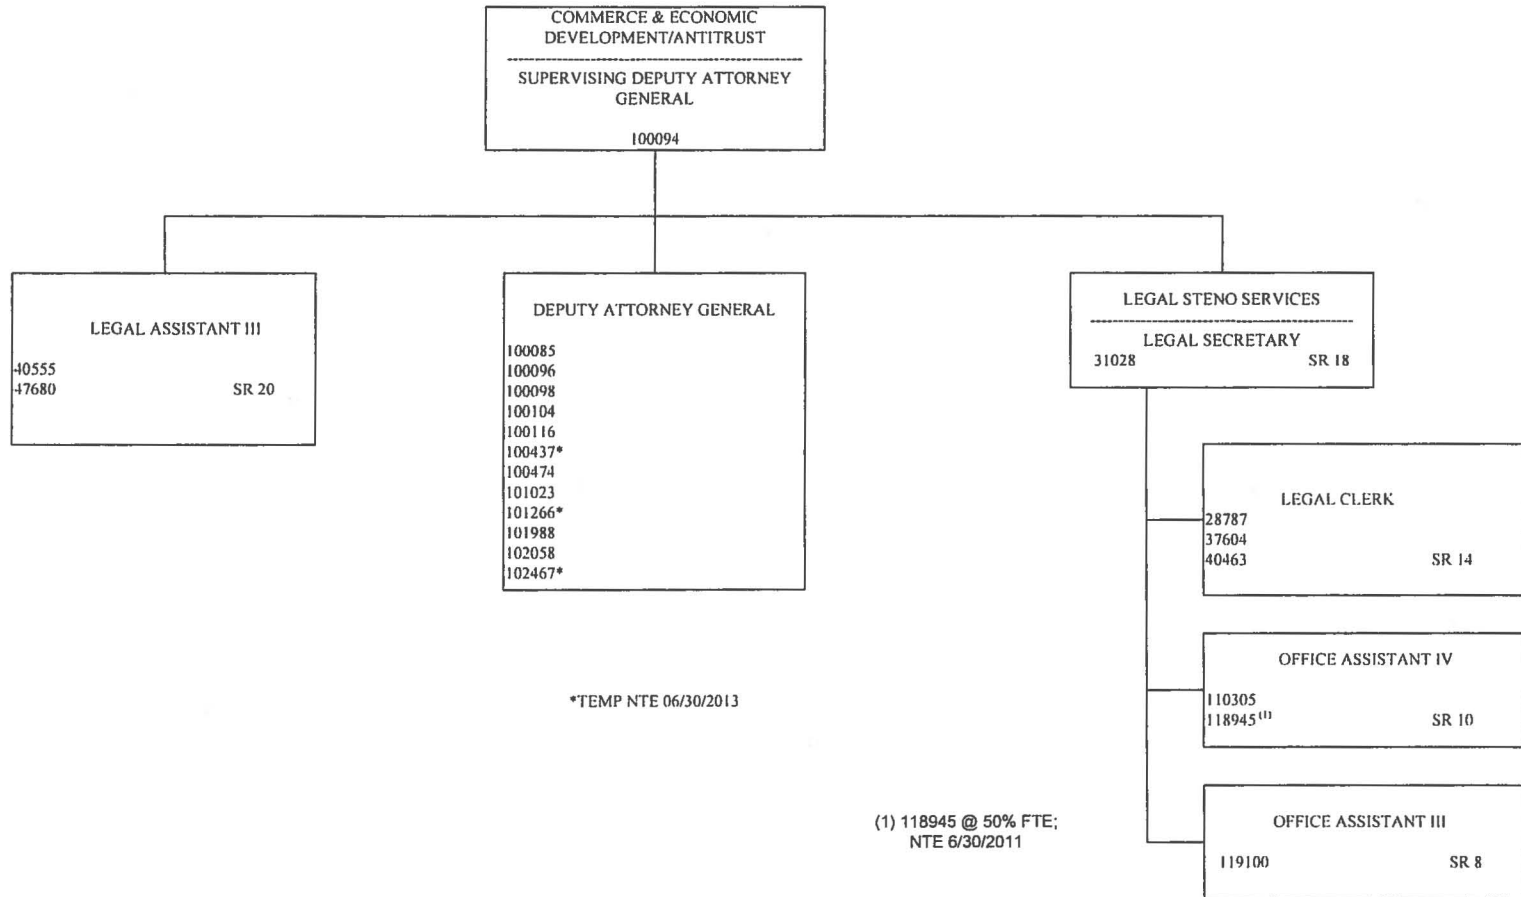 COMMERCE & ECONOMIC
DEVELOPMENT/ANTITRUST
SUPERVISING DEPUTY ATTORNEY
GENERAL
100094
LEGAL ASSISTANT III
40555
47680 SR 20
DEPUTY ATTORNEY GENERAL
100085
100096
100098
100104
100116
100437*
100474
101023
101266*
101988
102058
102467*
*TEMP NTE 06/30/2013
LEGAL STENO SERVICES
LEGAL SECRETARY
31028 SR 18
LEGAL CLERK
28787
37604
40463 SR 14
OFFICE ASSISTANT IV
110305
118945 (1) SR 10
(1) 118945 @ 50% FTE;
NTE 6/30/2011
OFFICE ASSISTANT III
119100 SR 8